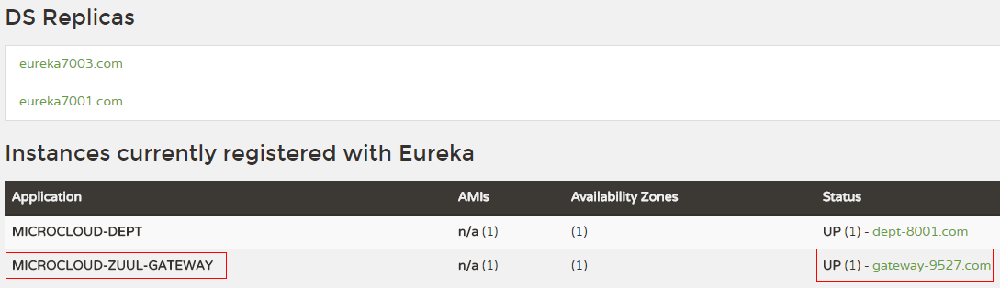 DS Replicas
eureka7003.com
eureka7001.com
Instances currently registered with Eureka
Application AMIs Availability Zones Status
MICROCLOUD-DEPT n/a (1) (1) UP (1) - dept-8001.com
MICROCLOUD-ZUUL-GATEWAY n/a (1) (1) UP (1) - gateway-9527.com